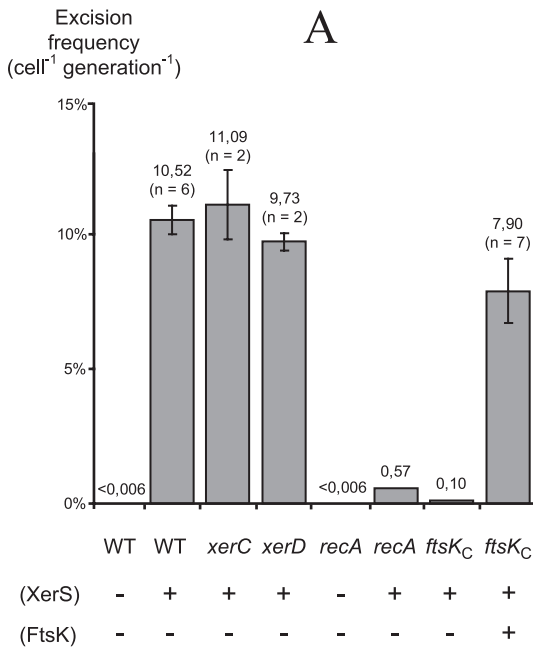 Excision
frequency
(cell-1 generation-1)
A
15%
10%
5%
0%
<0,006
10,52
(n = 6)
11,09
(n = 2)
9,73
(n = 2)
<0,006
0,57
0,10
7,90
(n = 7)
WT WT xerC xerD recA recA ftsKC ftsKC
(XerS) - + + + - + + +
(FtsK) - - - - - - - +